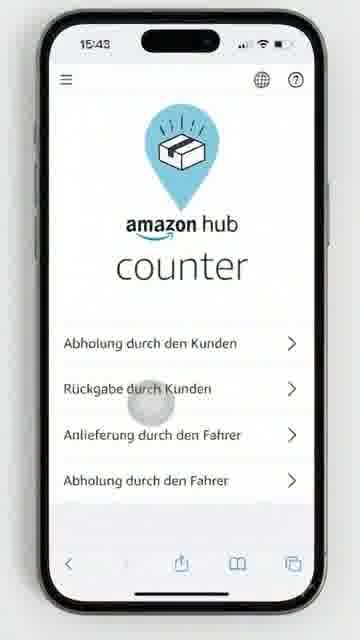 15:43
amazon hub
counter
Abholung durch den Kunden
Rückgabe durch Kunden
Anlieferung durch den Fahrer
Abholung durch den Fahrer